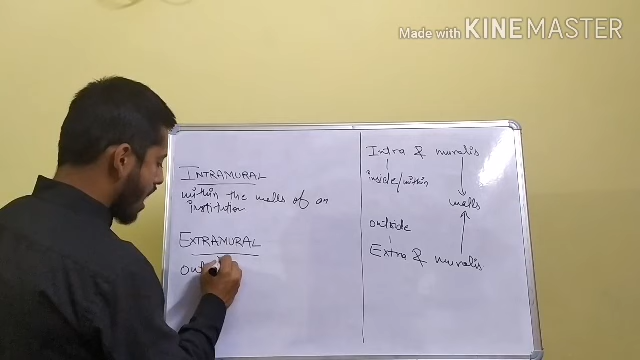 Made with KINEMASTER
INTRAMURAL
within the walls of an
institution
EXTRAMURAL
out
Intra & muralis
inside/within
walls
outside
Extra & muralis